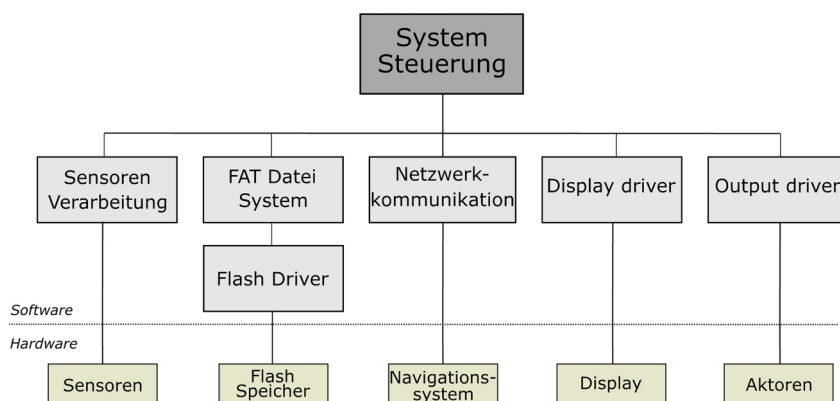 System
Steuerung
Sensoren
Verarbeitung
FAT Datei
System
Netzwerk-
kommunikation
Display driver
Output driver
Flash Driver
Software
Hardware
Sensoren
Flash
Speicher
Navigations-
system
Display
Aktoren